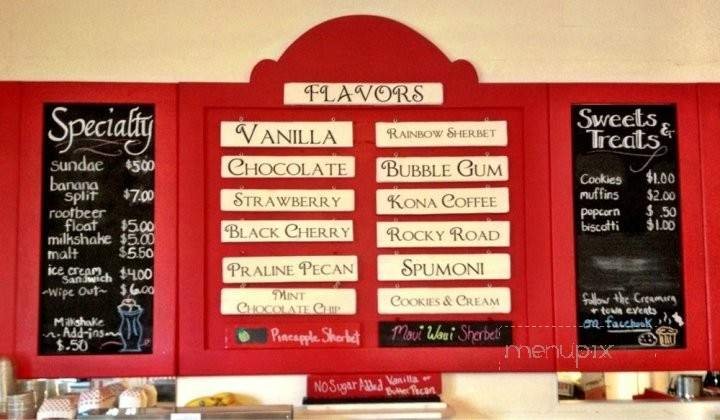 FLAVORS
Specialty
sundae $5.00
banana
split $7.00
rootbeer
float $5.00
milkshake $5.00
malt $5.50
ice cream
sandwich $4.00
~Wipe Out~ $6.00
Milkshake
~Add-ins~
$.50
VANILLA
CHOCOLATE
STRAWBERRY
BLACK CHERRY
PRALINE PECAN
MINT
CHOCOLATE CHIP
Pineapple Sherbet
RAINBOW SHERBET
BUBBLE GUM
KONA COFFEE
ROCKY ROAD
SPUMONI
COOKIES & CREAM
Maui Waui Sherbet
NO Sugar Added Vanilla or
Butter Pecan
Sweets &
Treats
Cookies $1.00
muffins $2.00
popcorn $.50
biscotti $1.00
follow the Creamery
+ town events
on facebook
menupix